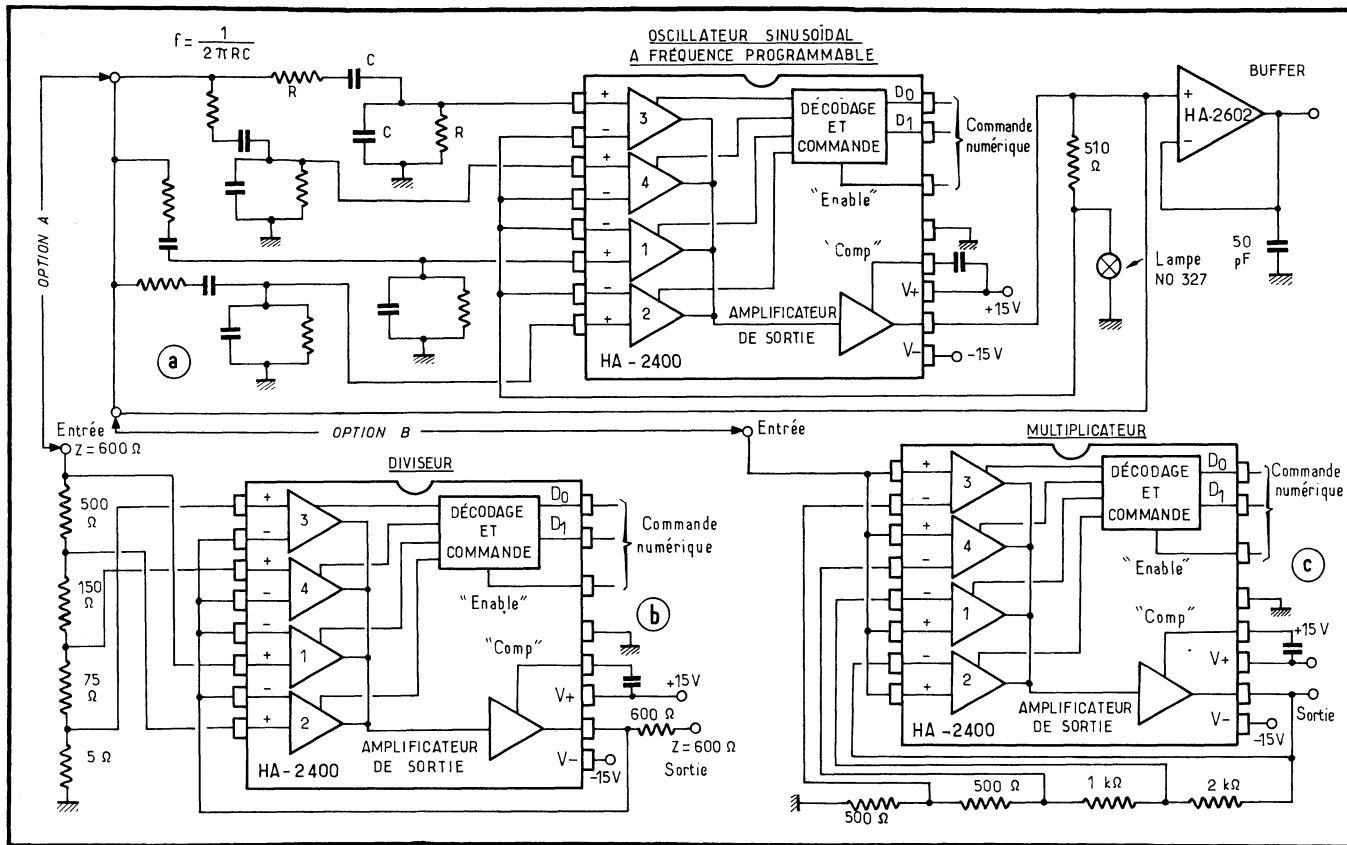 f = 1 / 2πRC
OSCILLATEUR SINUSOÏDAL
A FRÉQUENCE PROGRAMMABLE
C
R
C
R
+
−
+
−
−
+
−
+
3
4
1
2
DÉCODAGE
ET
COMMANDE
D0
D1
Commande
numérique
"Enable"
"Comp"
V+
+15V
AMPLIFICATEUR
DE SORTIE
V−
−15 V
HA - 2400
510
Ω
Lampe
NO 327
BUFFER
+
−
HA-2602
50
pF
OPTION A
a
OPTION B
Entrée
Z = 600 Ω
500
Ω
150
Ω
75
Ω
5 Ω
DIVISEUR
+
−
+
−
−
+
−
+
3
4
1
2
DÉCODAGE
ET
COMMANDE
D0
D1
Commande
numérique
"Enable"
b
"Comp"
V+
+15V
600 Ω
Z = 600 Ω
Sortie
AMPLIFICATEUR
DE SORTIE
V−
−15V
HA - 2400
Entrée
MULTIPLICATEUR
+
−
+
−
−
+
−
+
3
4
1
2
DÉCODAGE
ET
COMMANDE
D0
D1
Commande
numérique
"Enable"
c
"Comp"
+15 V
V+
AMPLIFICATEUR
DE SORTIE
Sortie
V−
−15V
HA - 2400
500 Ω
500 Ω
1 kΩ
2 kΩ